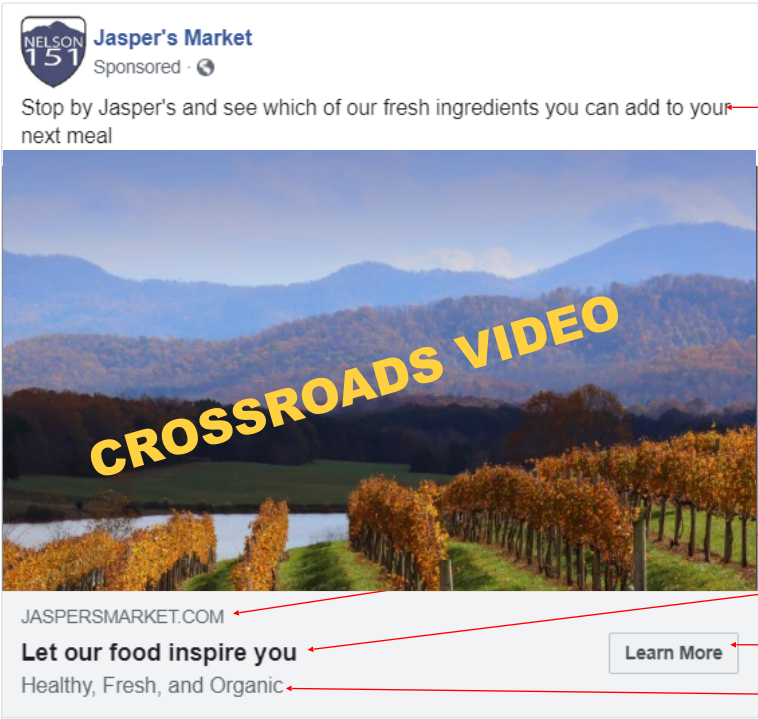 NELSON
151
Jasper's Market
Sponsored ·
Stop by Jasper's and see which of our fresh ingredients you can add to your
next meal
CROSSROADS VIDEO
JASPERSMARKET.COM
Let our food inspire you
Learn More
Healthy, Fresh, and Organic